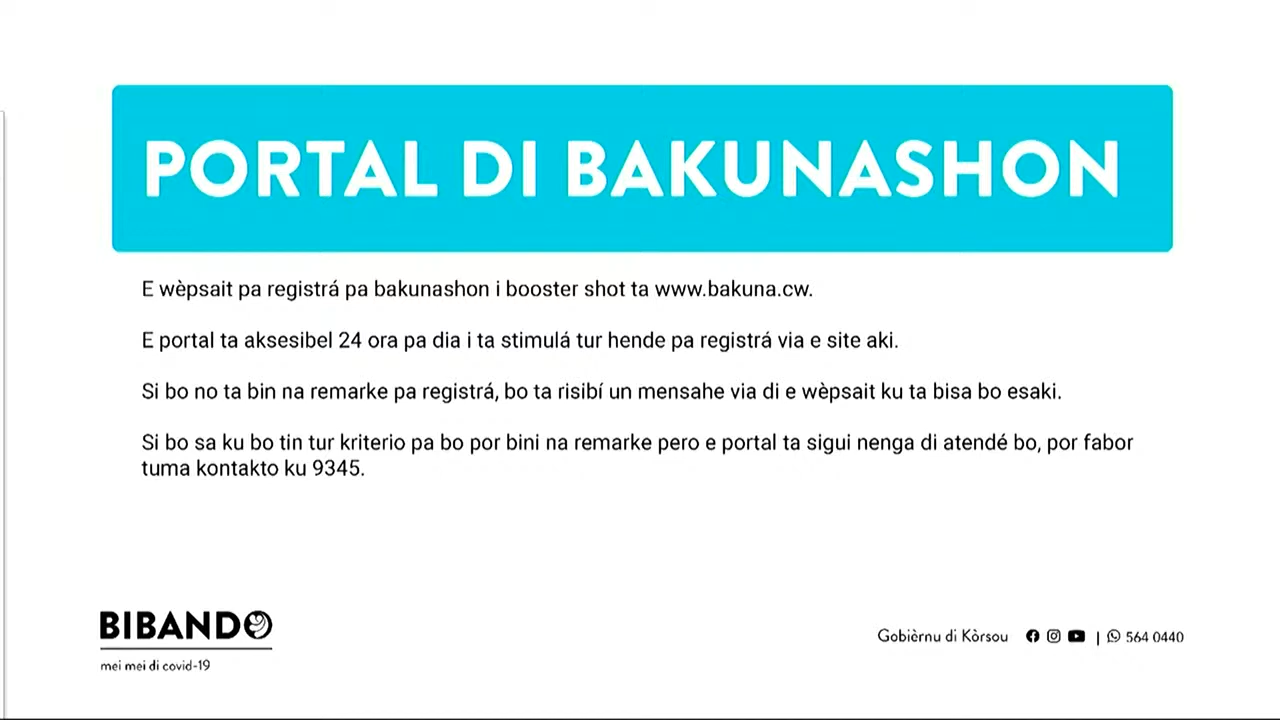 PORTAL DI BAKUNASHON
E wèpsait pa registrá pa bakunashon i booster shot ta www.bakuna.cw.
E portal ta aksesibel 24 ora pa dia i ta stimulá tur hende pa registrá via e site aki.
Si bo no ta bin na remarke pa registrá, bo ta risibí un mensahe via di e wèpsait ku ta bisa bo esaki.
Si bo sa ku bo tin tur kriterio pa bo por bini na remarke pero e portal ta sigui nenga di atendé bo, por fabor
tuma kontakto ku 9345.
BIBANDO
mei mei di covid-19
Gobièrnu di Kòrsou | 564 0440